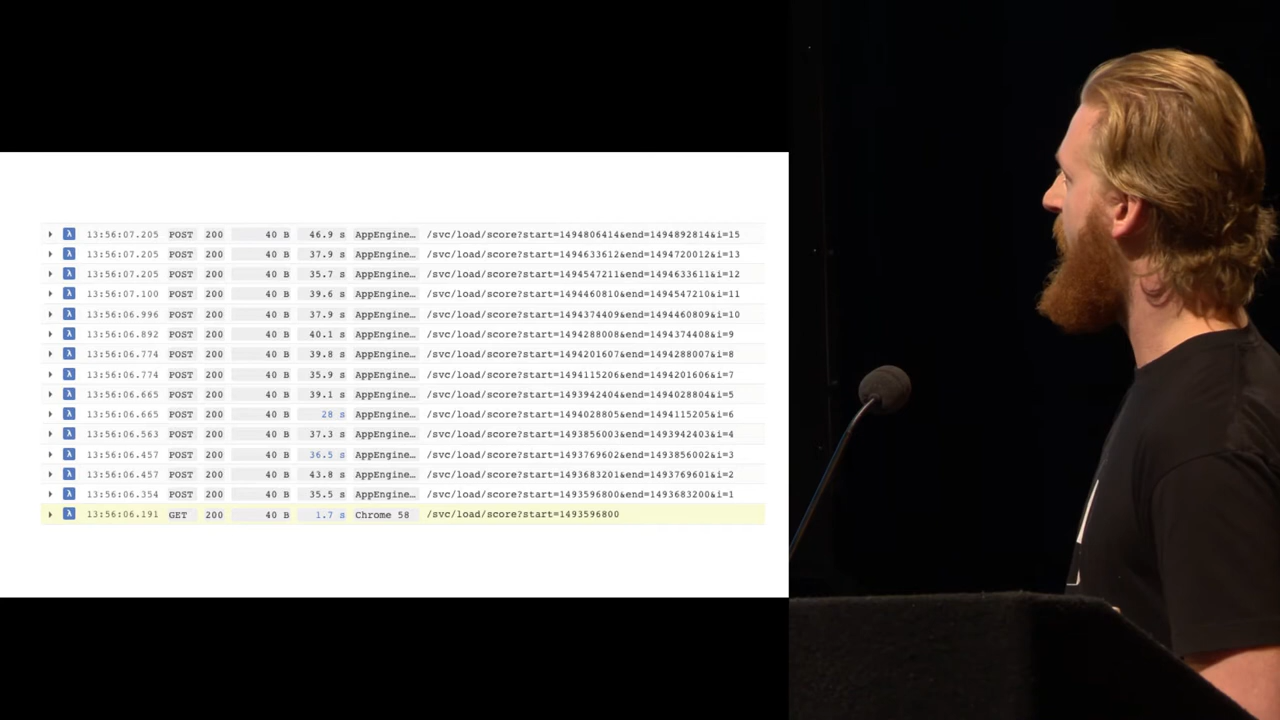 λ 13:56:07.205 POST 200 40 B 46.9 s AppEngine… /svc/load/score?start=1494806414&end=1494892814&i=15
λ 13:56:07.205 POST 200 40 B 37.9 s AppEngine… /svc/load/score?start=1494633612&end=1494720012&i=13
λ 13:56:07.205 POST 200 40 B 35.7 s AppEngine… /svc/load/score?start=1494547211&end=1494633611&i=12
λ 13:56:07.100 POST 200 40 B 39.6 s AppEngine… /svc/load/score?start=1494460810&end=1494547210&i=11
λ 13:56:06.996 POST 200 40 B 37.9 s AppEngine… /svc/load/score?start=1494374409&end=1494460809&i=10
λ 13:56:06.892 POST 200 40 B 40.1 s AppEngine… /svc/load/score?start=1494288008&end=1494374408&i=9
λ 13:56:06.774 POST 200 40 B 39.8 s AppEngine… /svc/load/score?start=1494201607&end=1494288007&i=8
λ 13:56:06.774 POST 200 40 B 35.9 s AppEngine… /svc/load/score?start=1494115206&end=1494201606&i=7
λ 13:56:06.665 POST 200 40 B 39.1 s AppEngine… /svc/load/score?start=1493942404&end=1494028804&i=5
λ 13:56:06.665 POST 200 40 B 28 s AppEngine… /svc/load/score?start=1494028805&end=1494115205&i=6
λ 13:56:06.563 POST 200 40 B 37.3 s AppEngine… /svc/load/score?start=1493856003&end=1493942403&i=4
λ 13:56:06.457 POST 200 40 B 36.5 s AppEngine… /svc/load/score?start=1493769602&end=1493856002&i=3
λ 13:56:06.457 POST 200 40 B 43.8 s AppEngine… /svc/load/score?start=1493683201&end=1493769601&i=2
λ 13:56:06.354 POST 200 40 B 35.5 s AppEngine… /svc/load/score?start=1493596800&end=1493683200&i=1
λ 13:56:06.191 GET 200 40 B 1.7 s Chrome 58 /svc/load/score?start=1493596800